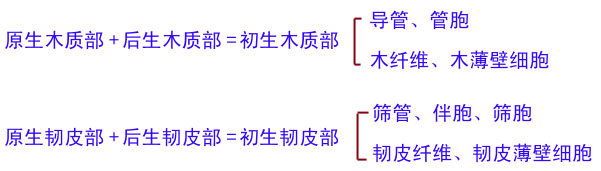 导管、管胞
原生木质部+后生木质部=初生木质部
木纤维、木薄壁细胞
筛管、伴胞、筛胞
原生韧皮部+后生韧皮部=初生韧皮部
韧皮纤维、韧皮薄壁细胞